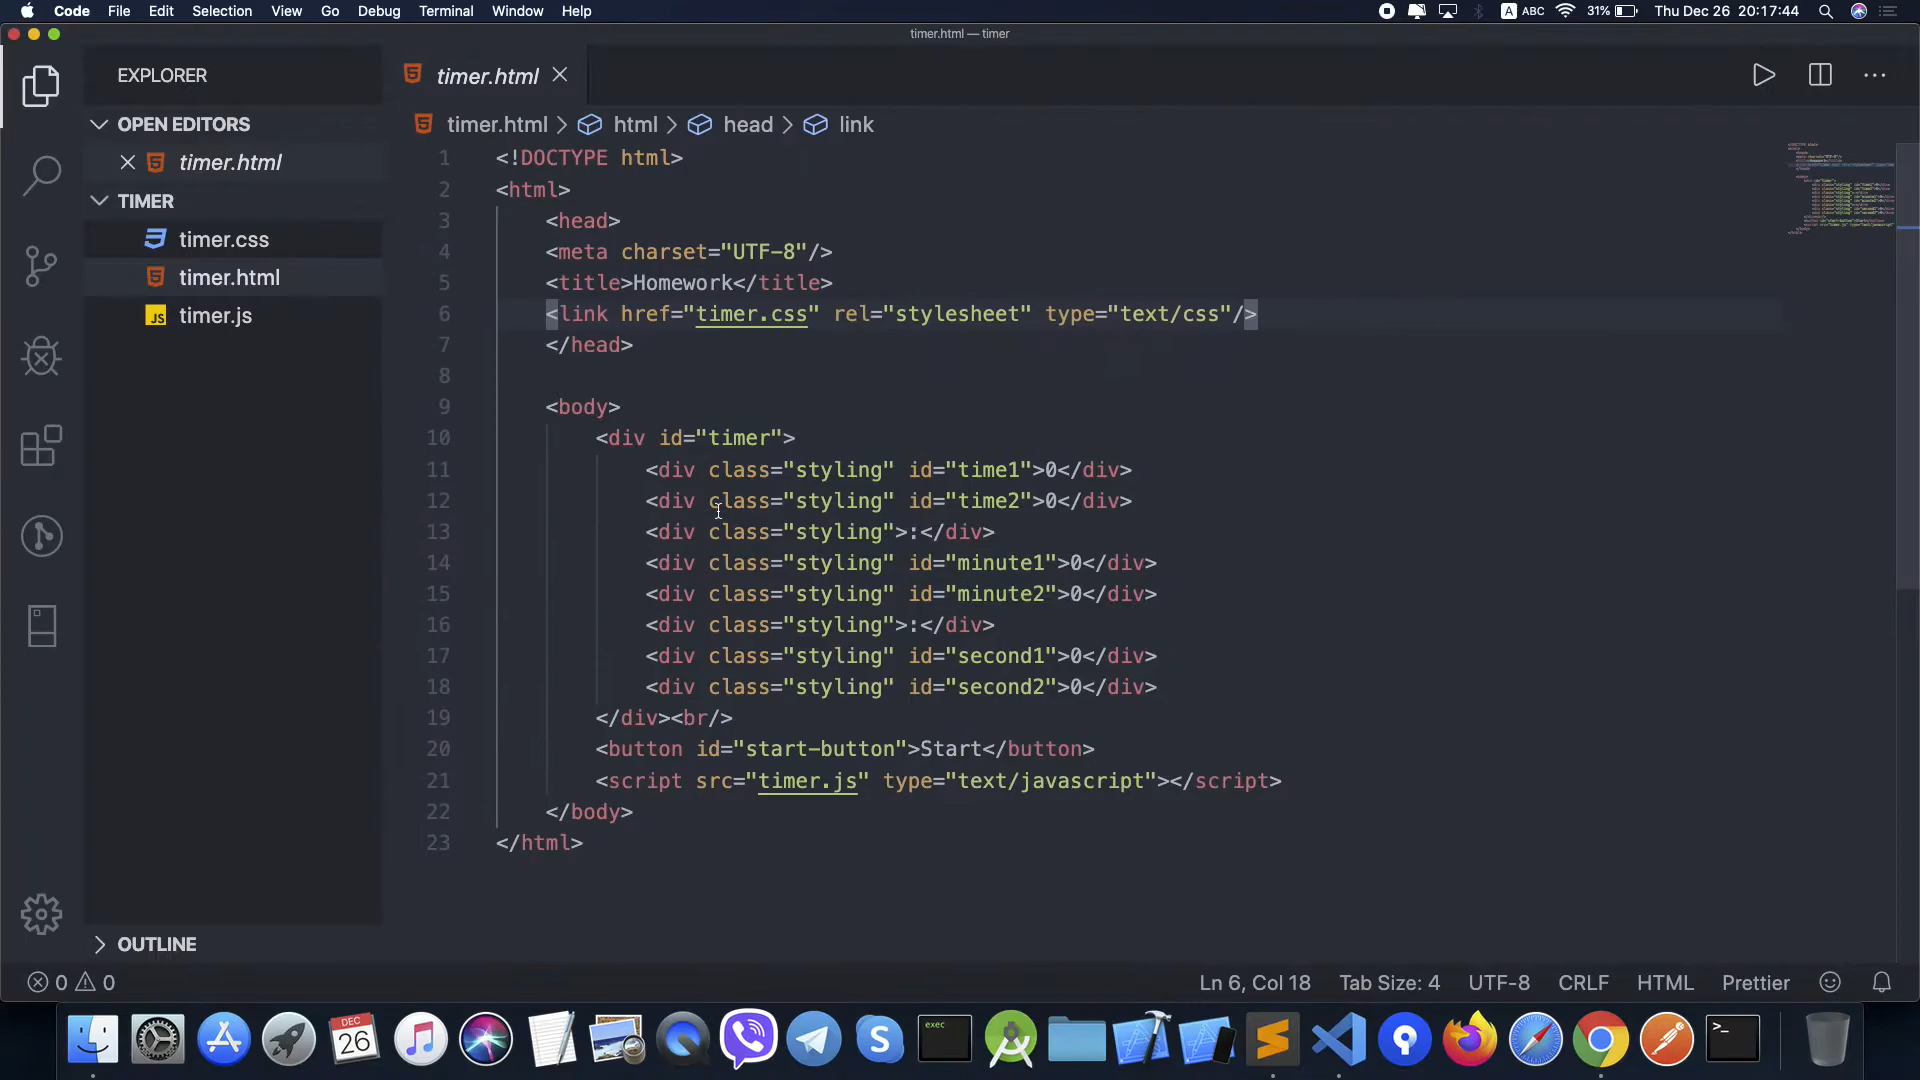 Code File Edit Selection View Go Debug Terminal Window Help A ABC 31% Thu Dec 26 20:17:44
timer.html — timer
EXPLORER
timer.html
OPEN EDITORS
timer.html > html > head > link
timer.html
TIMER
timer.css
timer.html
JS timer.js
1 <!DOCTYPE html>
2 <html>
3 <head>
4 <meta charset="UTF-8"/>
5 <title>Homework</title>
6 <link href="timer.css" rel="stylesheet" type="text/css"/>
7 </head>
8
9 <body>
10 <div id="timer">
11 <div class="styling" id="time1">0</div>
12 <div class="styling" id="time2">0</div>
13 <div class="styling">:</div>
14 <div class="styling" id="minute1">0</div>
15 <div class="styling" id="minute2">0</div>
16 <div class="styling">:</div>
17 <div class="styling" id="second1">0</div>
18 <div class="styling" id="second2">0</div>
19 </div><br/>
20 <button id="start-button">Start</button>
21 <script src="timer.js" type="text/javascript"></script>
22 </body>
23 </html>
OUTLINE
0 0 Ln 6, Col 18 Tab Size: 4 UTF-8 CRLF HTML Prettier
DEC
26
exec